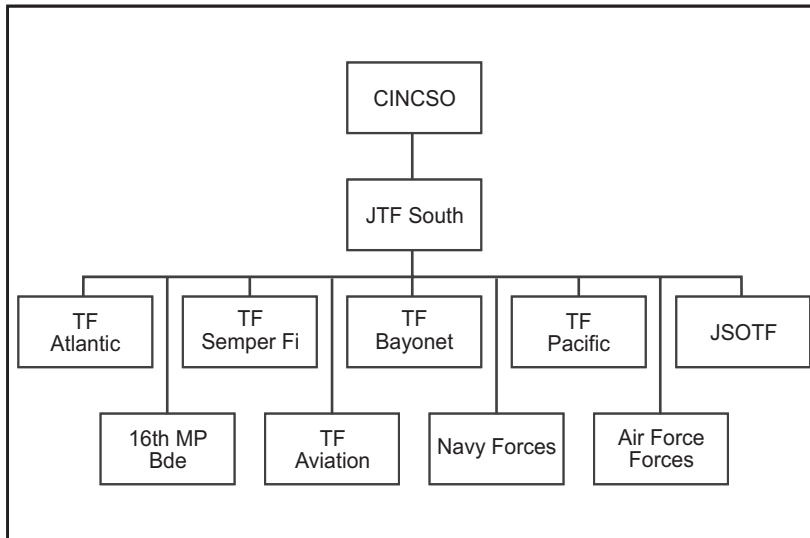 CINCSO
JTF South
TF
Atlantic
TF
Semper Fi
TF
Bayonet
TF
Pacific
JSOTF
16th MP
Bde
TF
Aviation
Navy Forces
Air Force
Forces